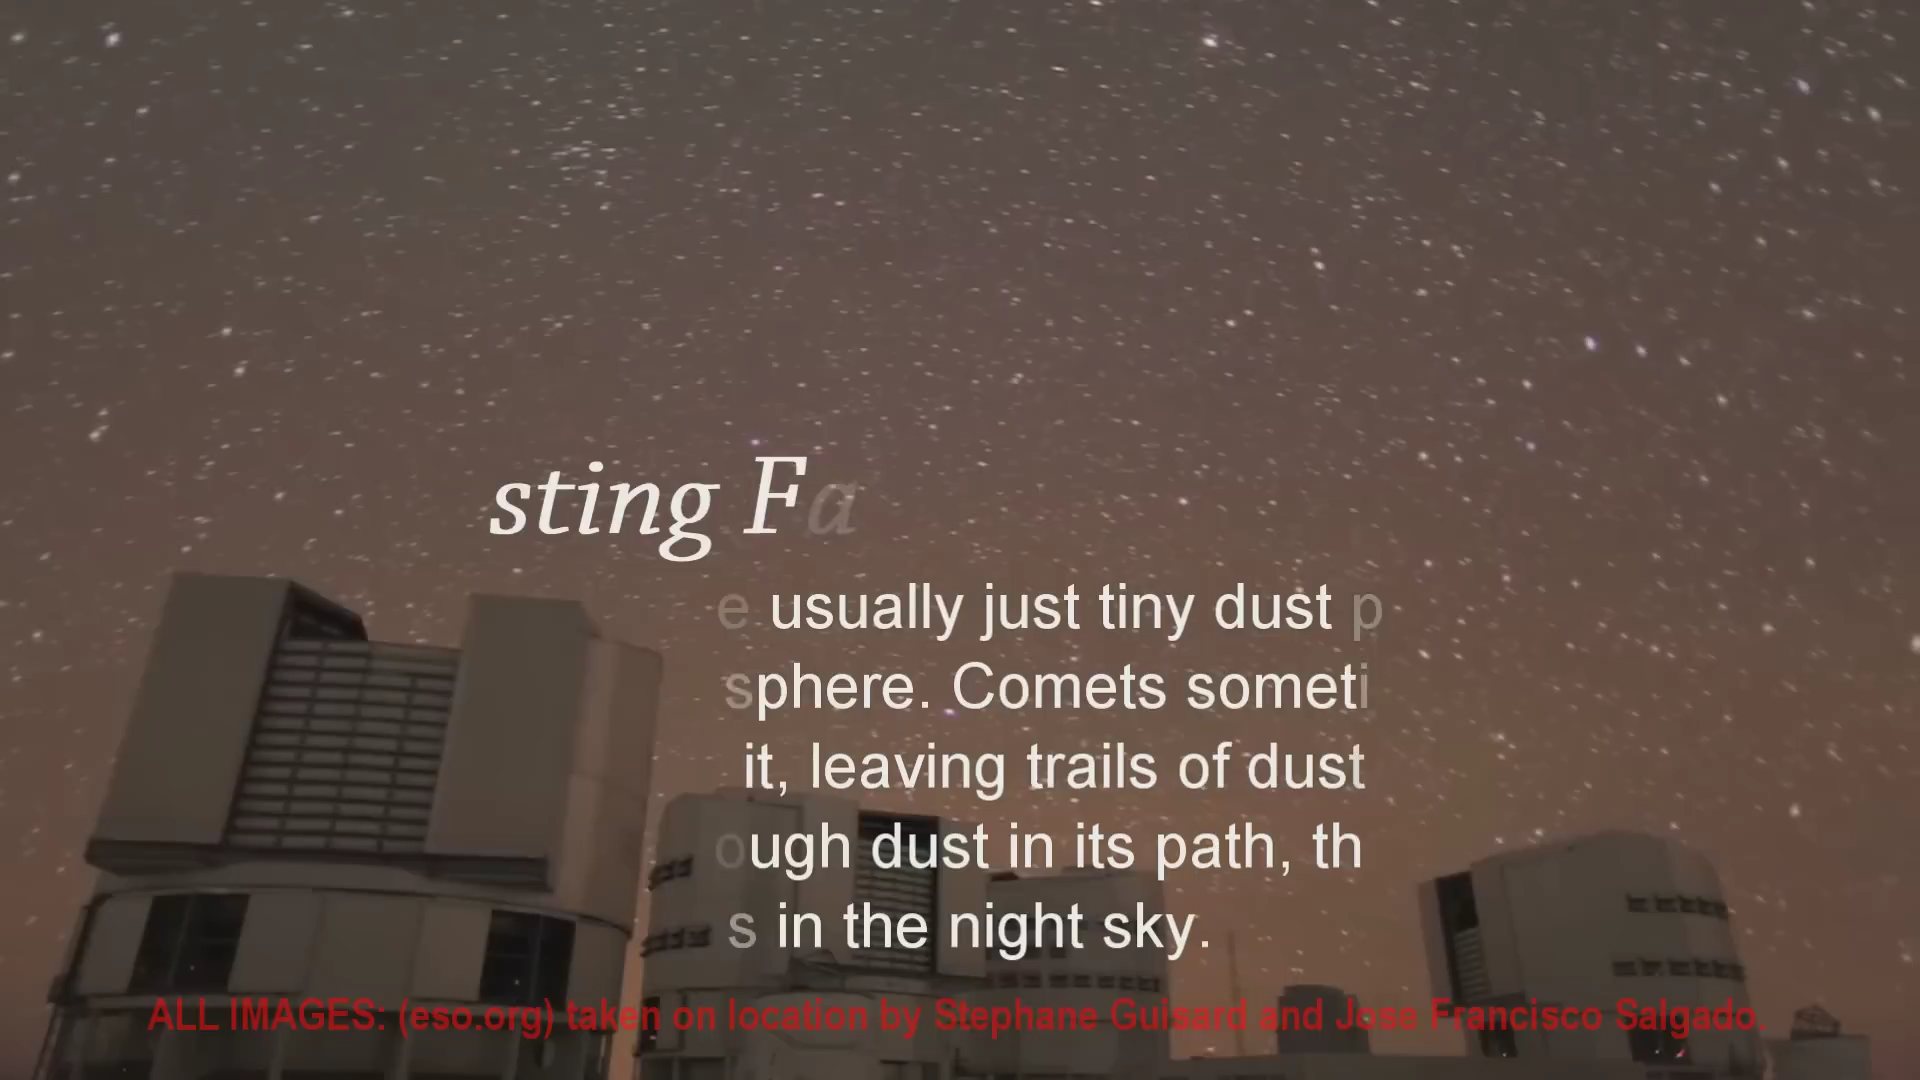 sting Fa
e usually just tiny dust p
sphere. Comets someti
it, leaving trails of dust
ough dust in its path, th
s in the night sky.
ALL IMAGES: (eso.org) taken on location by Stephane Guisard and Jose Francisco Salgado.